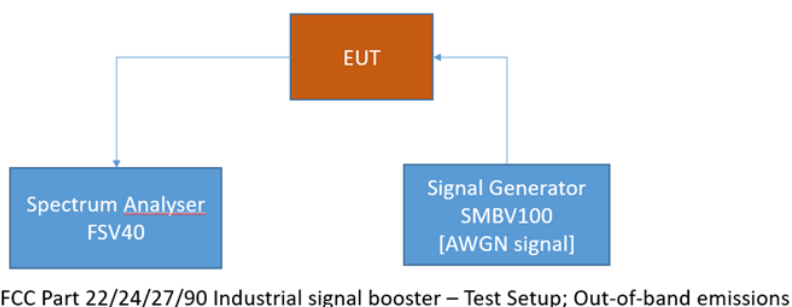 EUT
Spectrum Analyser
FSV40
Signal Generator
SMBV100
[AWGN signal]
FCC Part 22/24/27/90 Industrial signal booster – Test Setup; Out-of-band emissions